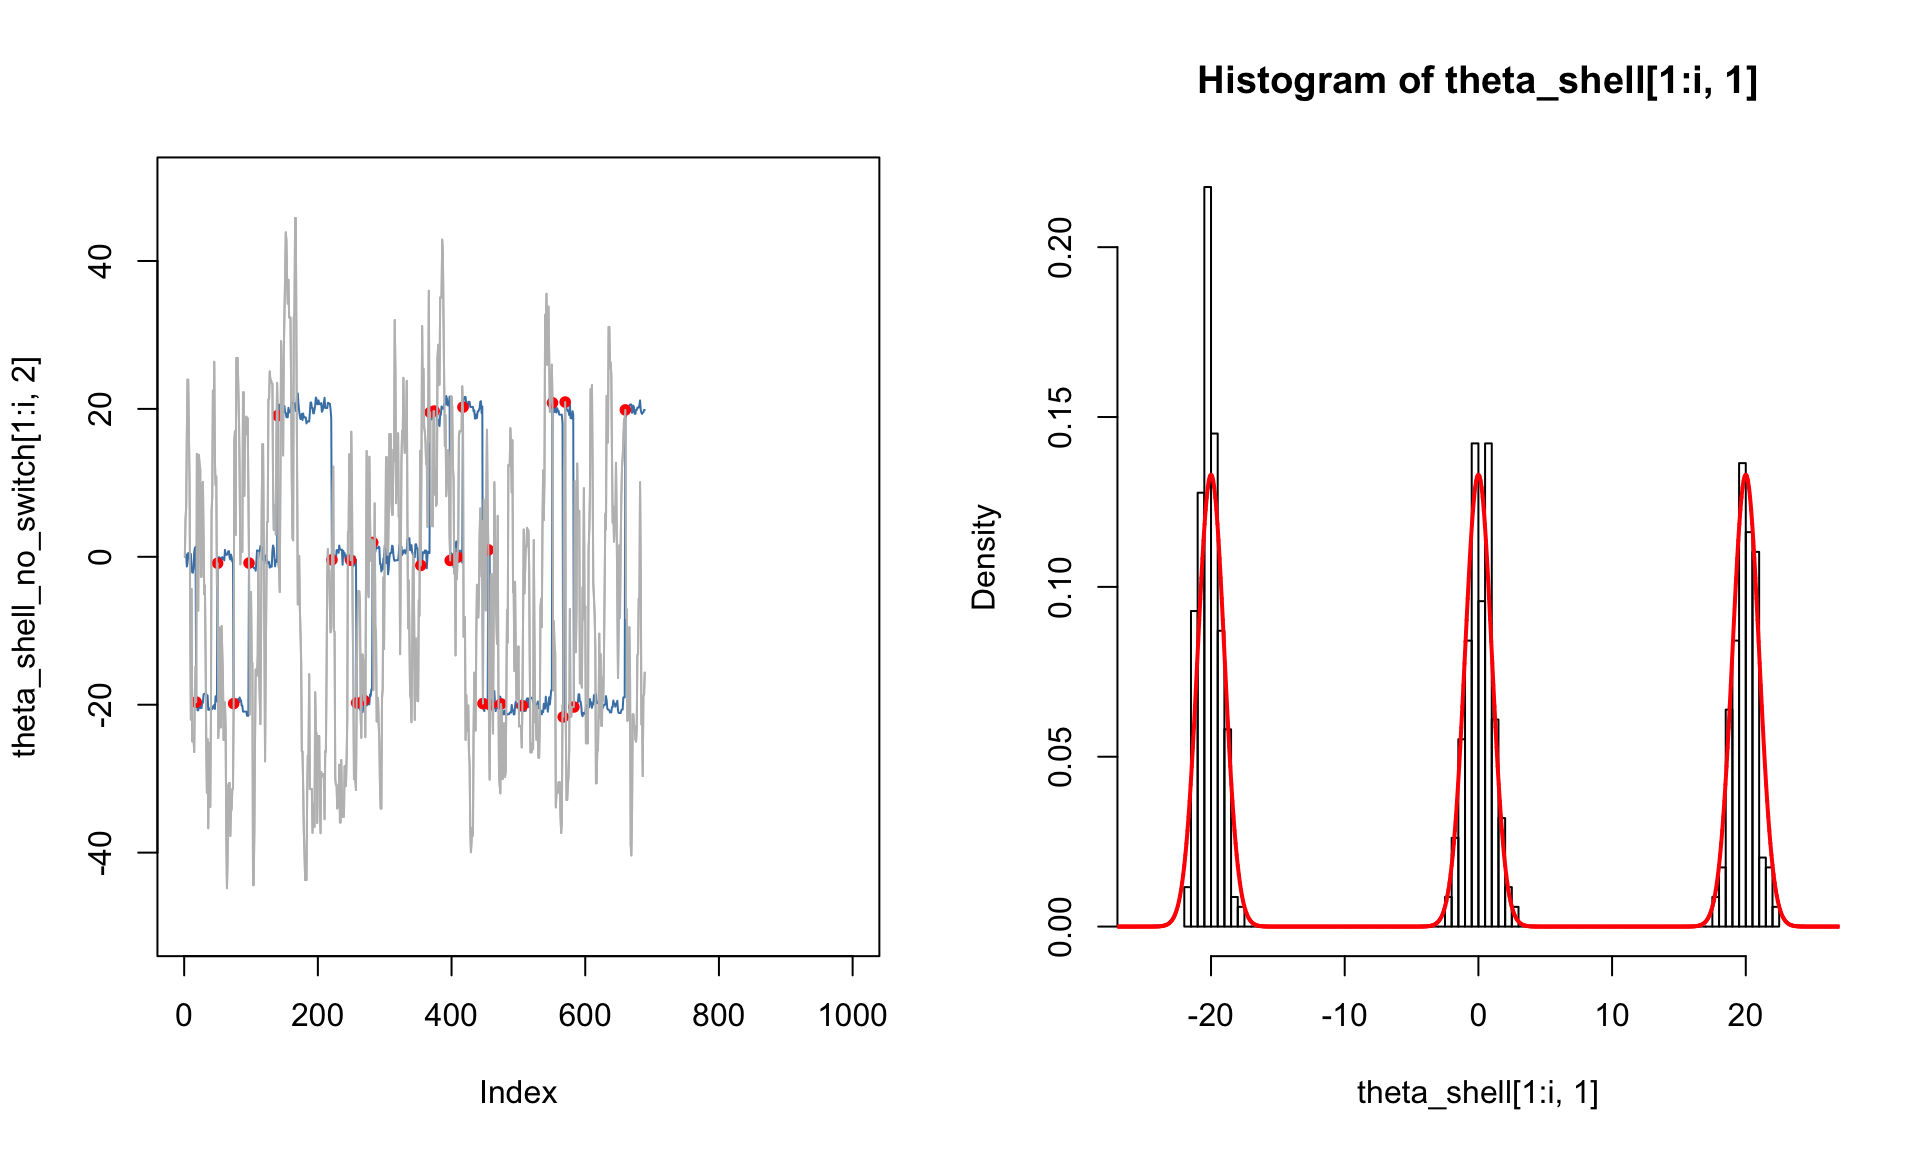 Histogram of theta_shell[1:i, 1]
theta_shell_no_switch[1:i, 2]
40
20
0
-20
-40
0 200 400 600 800 1000
Index
Density
0.20
0.15
0.10
0.05
0.00
-20 -10 0 10 20
theta_shell[1:i, 1]